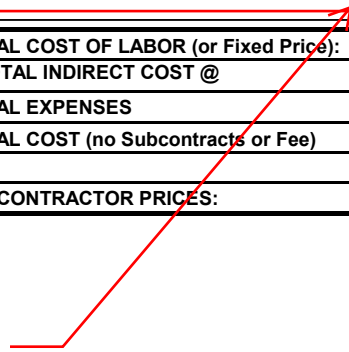 AL COST OF LABOR (or Fixed Price):
TAL INDIRECT COST @
AL EXPENSES
AL COST (no Subcontracts or Fee)
CONTRACTOR PRICES: